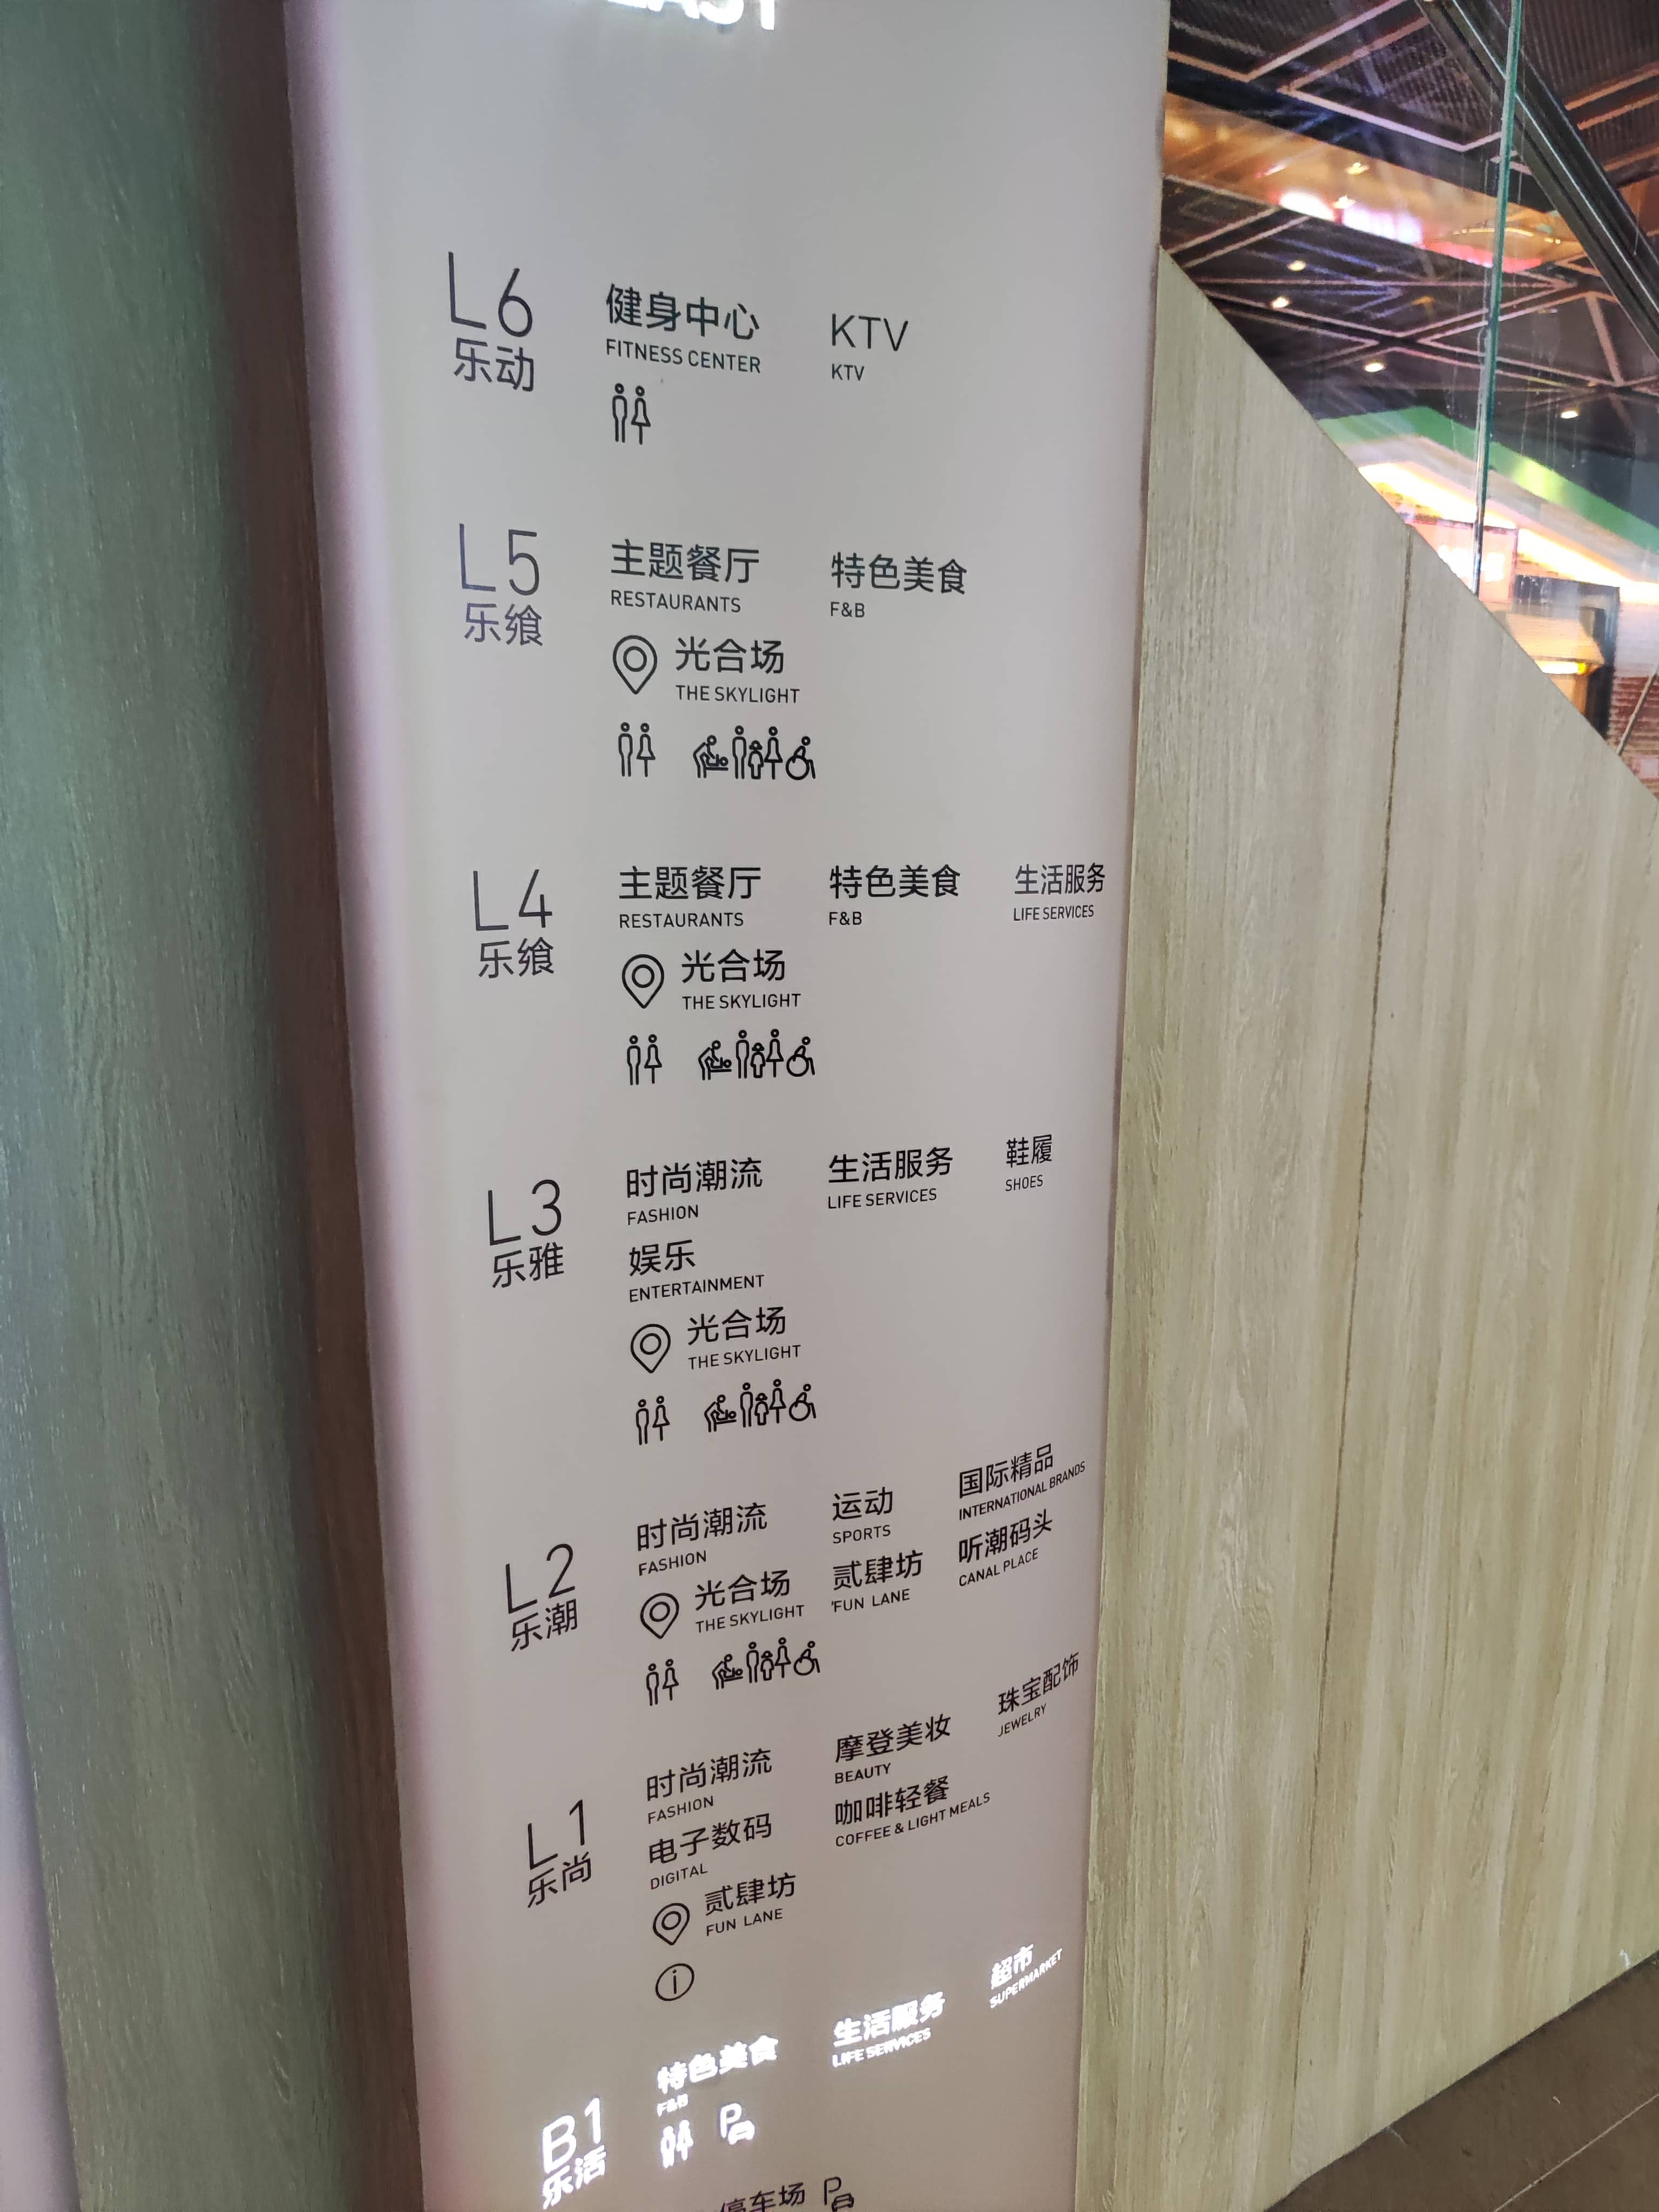 EAST
L6
乐动
健身中心
FITNESS CENTER
KTV
KTV
L5
乐飨
主题餐厅
RESTAURANTS
特色美食
F&B
光合场
THE SKYLIGHT
L4
乐飨
主题餐厅
RESTAURANTS
特色美食
F&B
生活服务
LIFE SERVICES
光合场
THE SKYLIGHT
L3
乐雅
时尚潮流
FASHION
生活服务
LIFE SERVICES
鞋履
SHOES
娱乐
ENTERTAINMENT
光合场
THE SKYLIGHT
L2
乐潮
时尚潮流
FASHION
运动
SPORTS
国际精品
INTERNATIONAL BRANDS
光合场
THE SKYLIGHT
贰肆坊
'FUN LANE
听潮码头
CANAL PLACE
L1
乐尚
时尚潮流
FASHION
摩登美妆
BEAUTY
珠宝配饰
JEWELRY
电子数码
DIGITAL
咖啡轻餐
COFFEE & LIGHT MEALS
贰肆坊
FUN LANE
B1
乐活
特色美食
F&B
生活服务
LIFE SERVICES
超市
SUPERMARKET
P
停车场 P